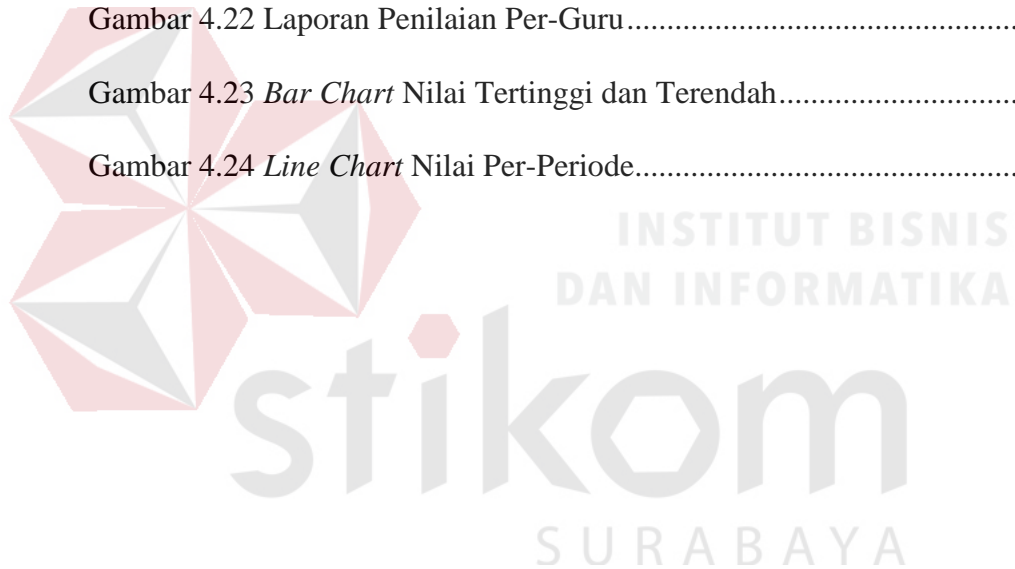 Gambar 4.22 Laporan Penilaian Per-Guru.................................................
Gambar 4.23 Bar Chart Nilai Tertinggi dan Terendah..............................
Gambar 4.24 Line Chart Nilai Per-Periode................................................
INSTITUT BISNIS
DAN INFORMATIKA
stikom
SURABAYA